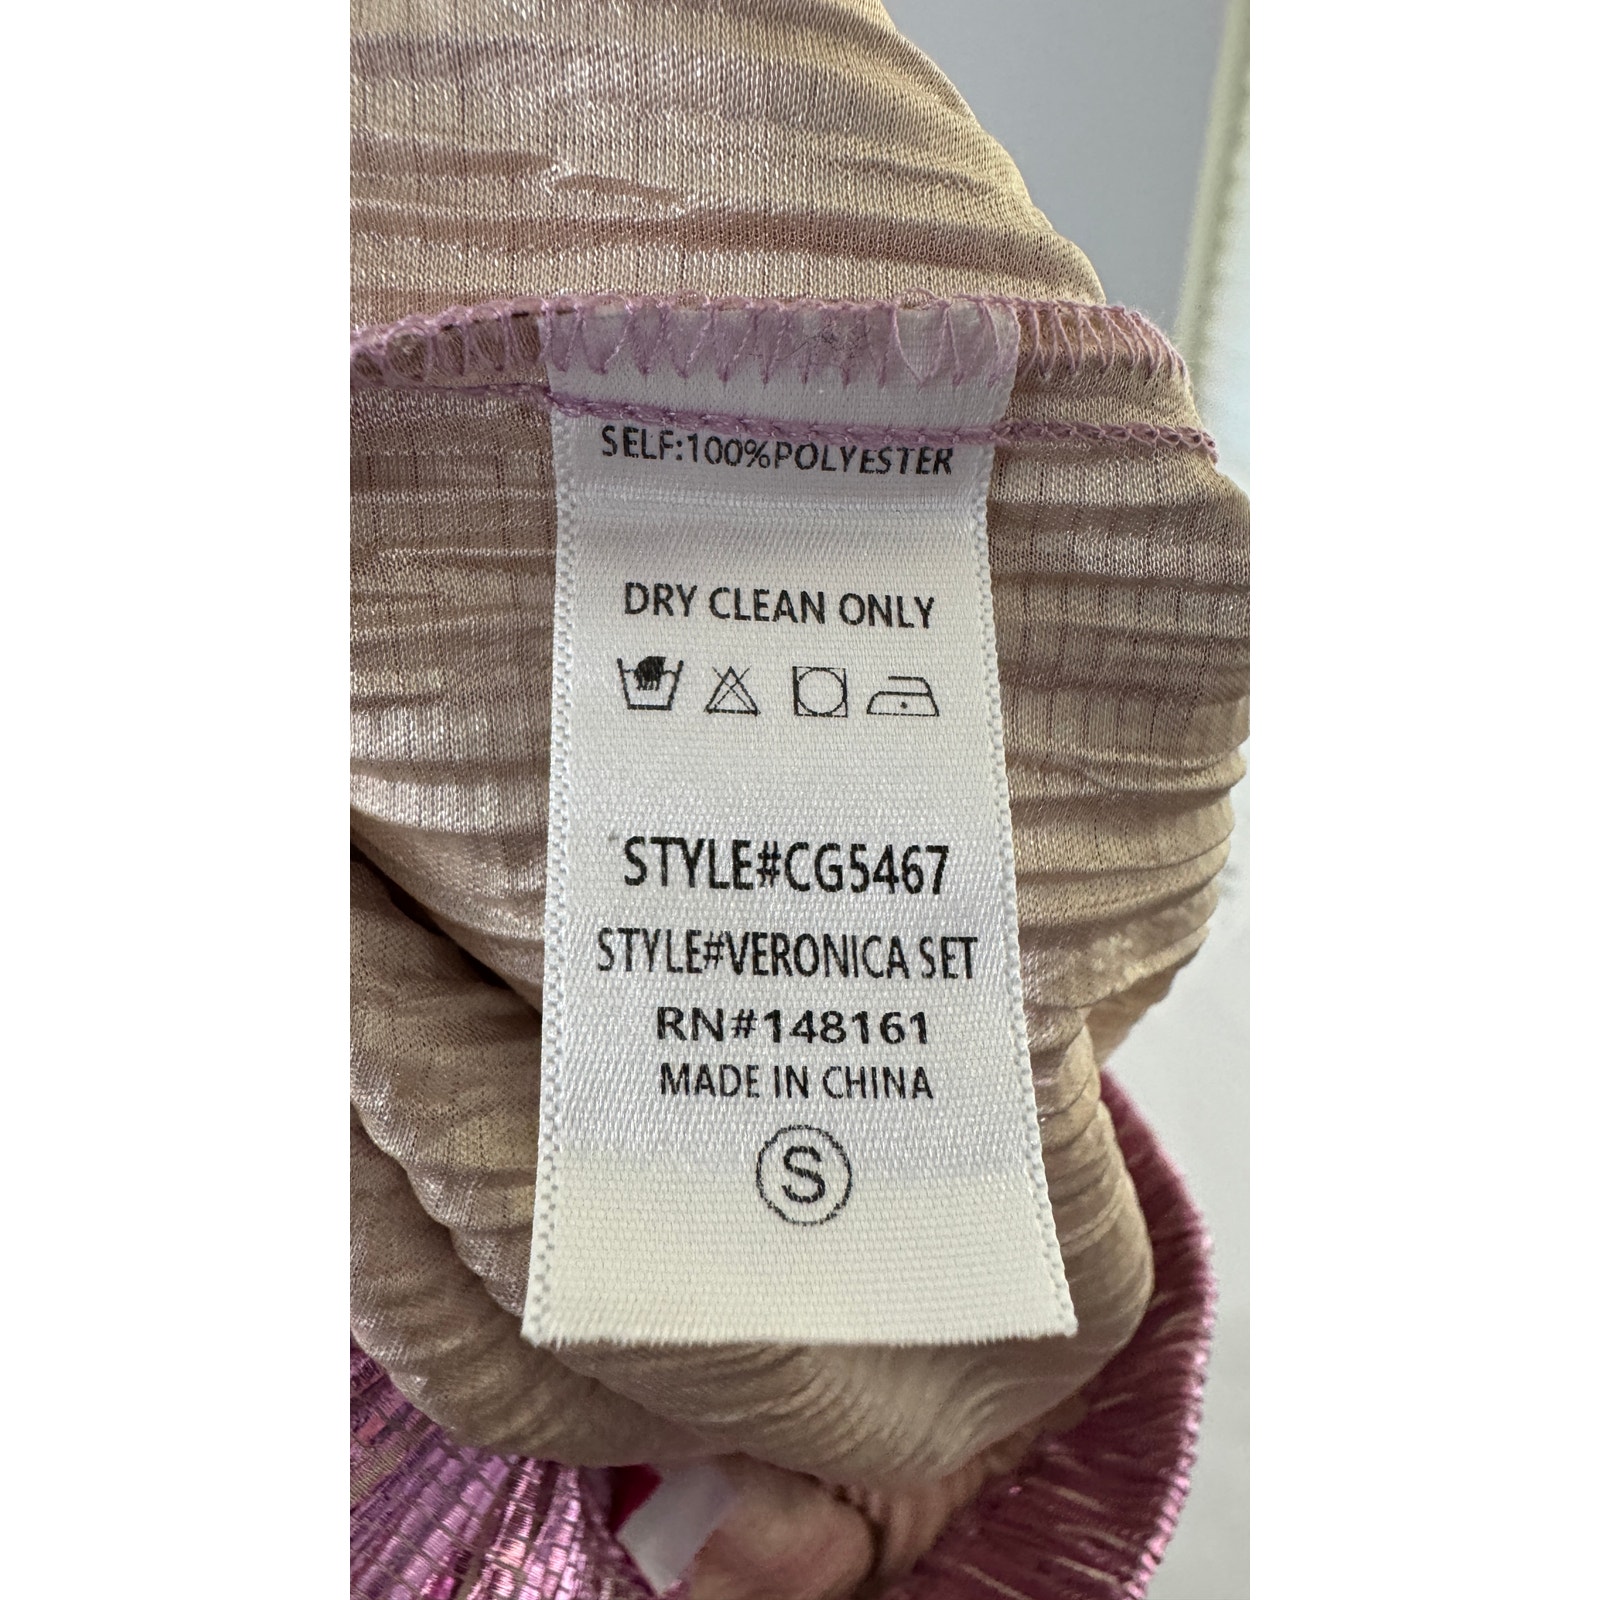 SELF:100%POLYESTER
DRY CLEAN ONLY
STYLE#CG5467
STYLE#VERONICA SET
RN#148161
MADE IN CHINA
S